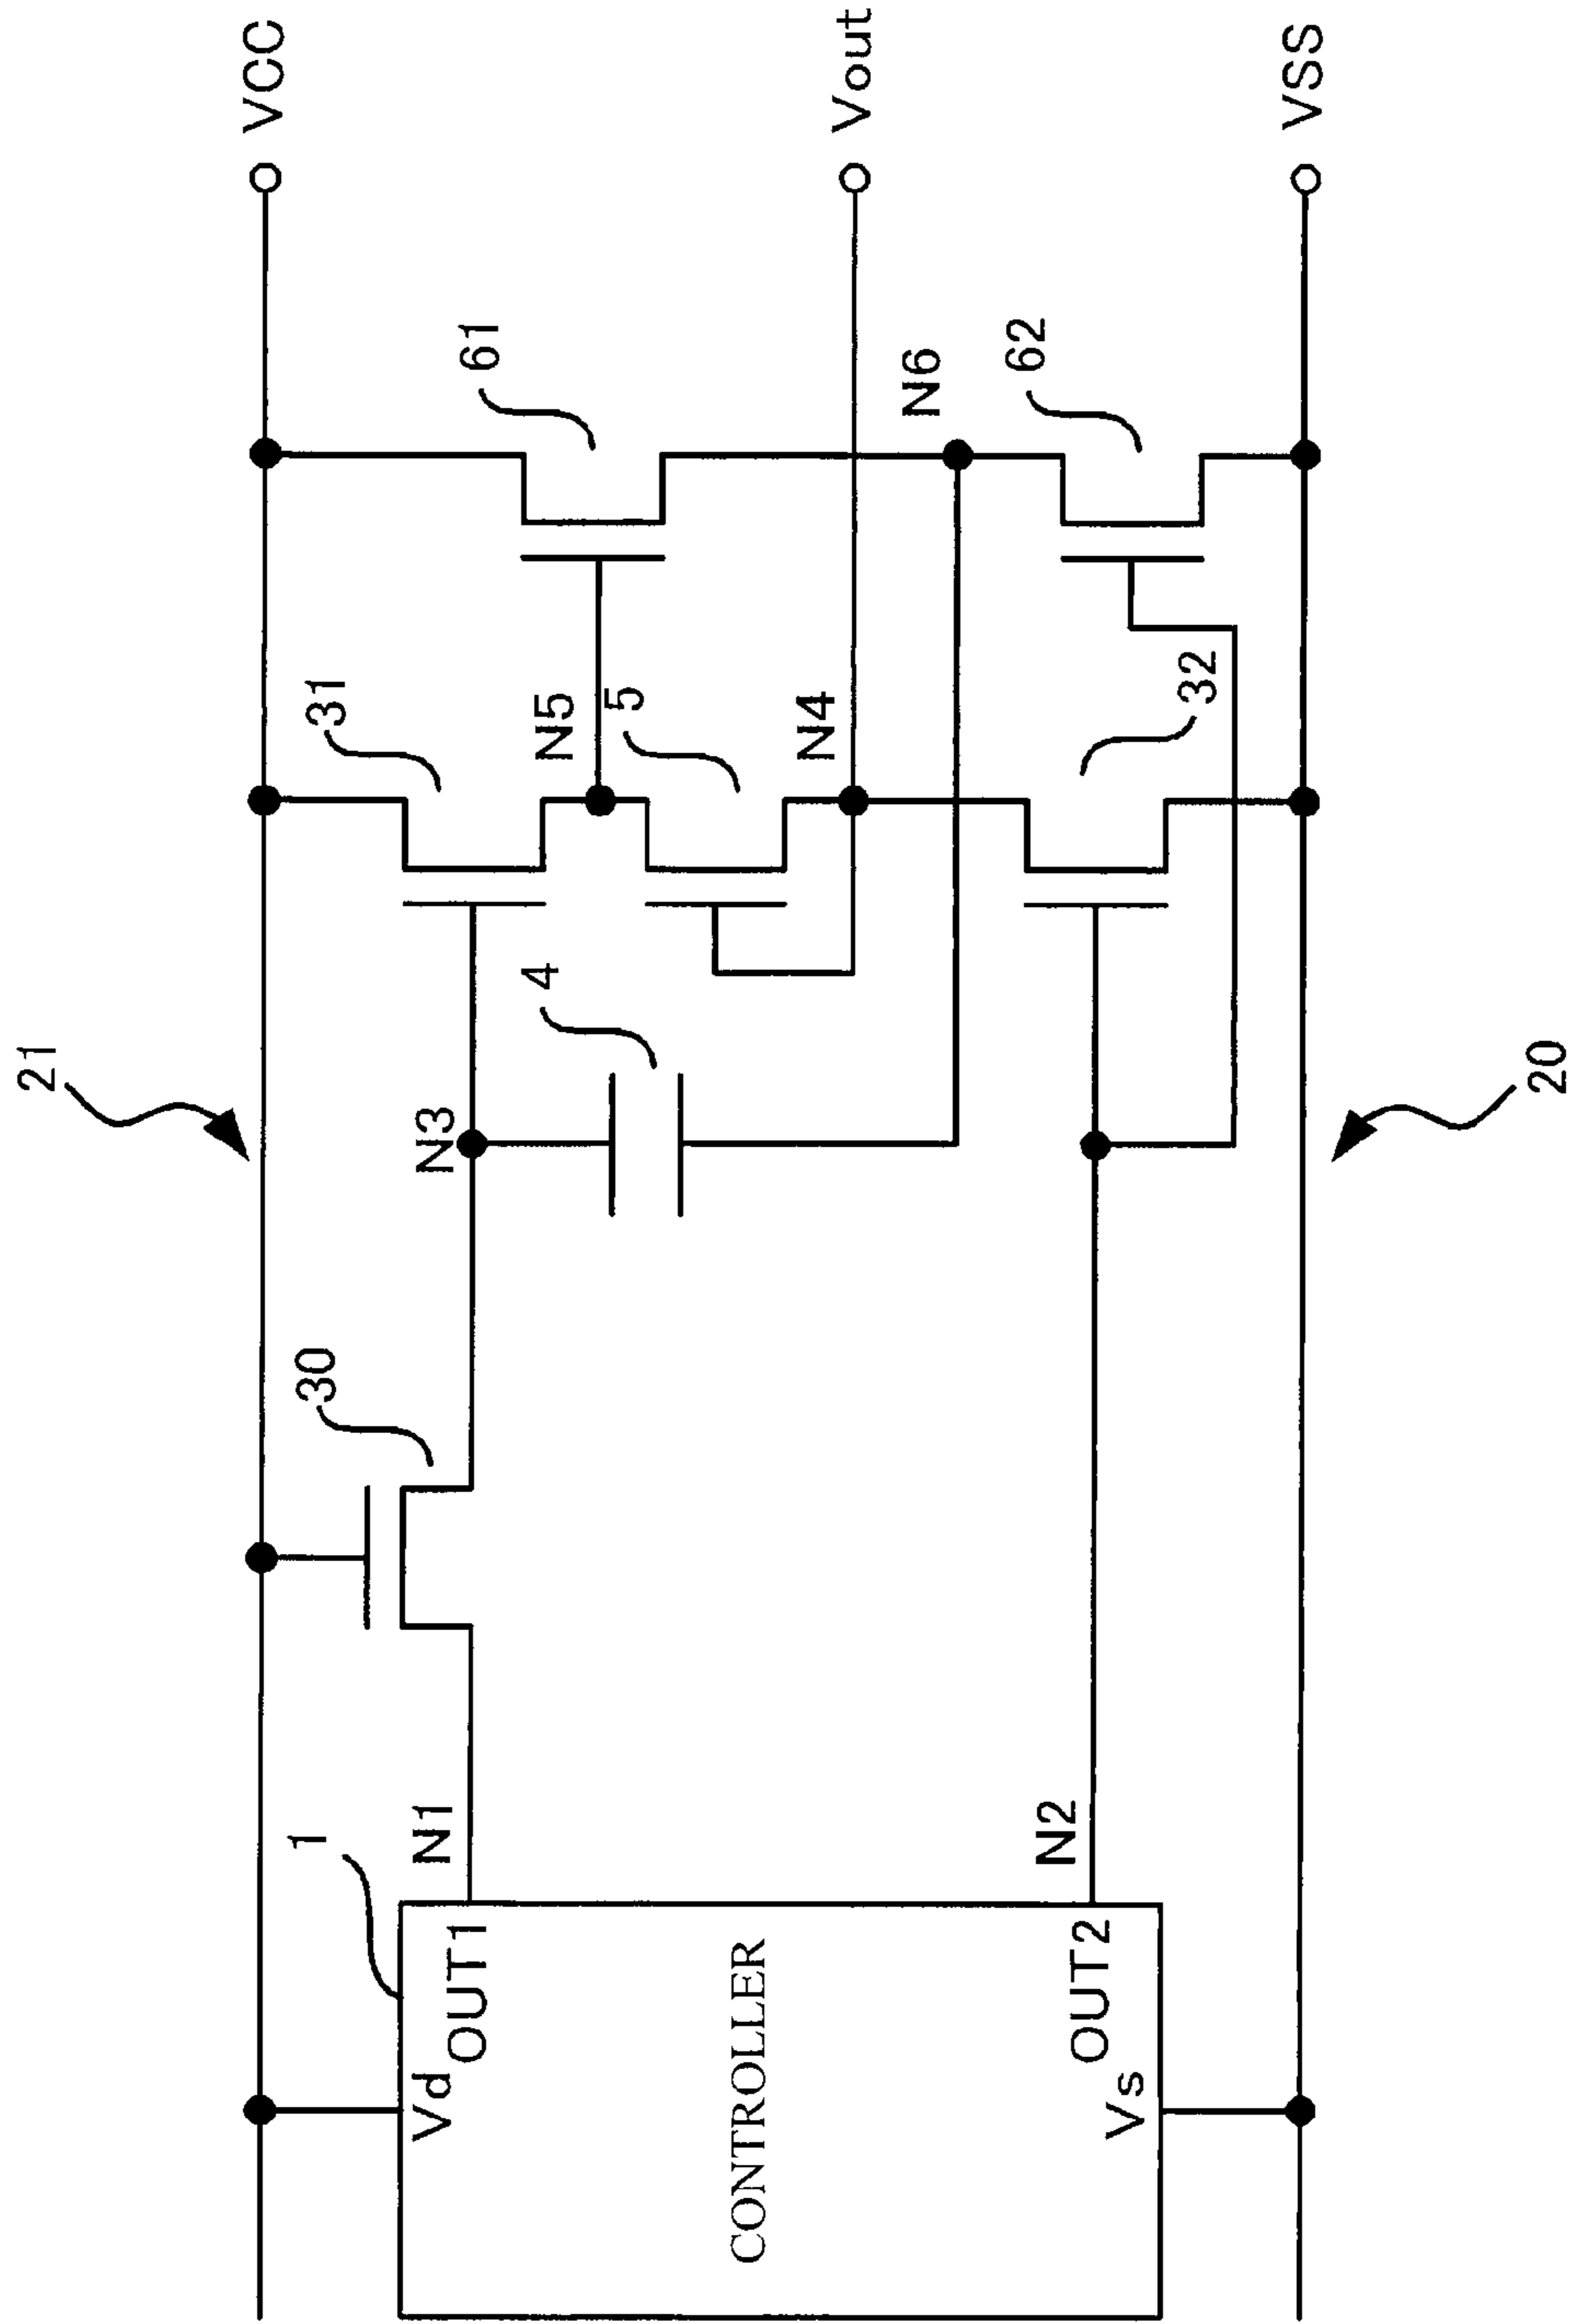 21
VCC
1
30
31
61
Vd
OUT1
N1
N3
N5
5
4
CONTROLLER
N4
Vout
N6
OUT2
N2
Vs
32
62
VSS
20